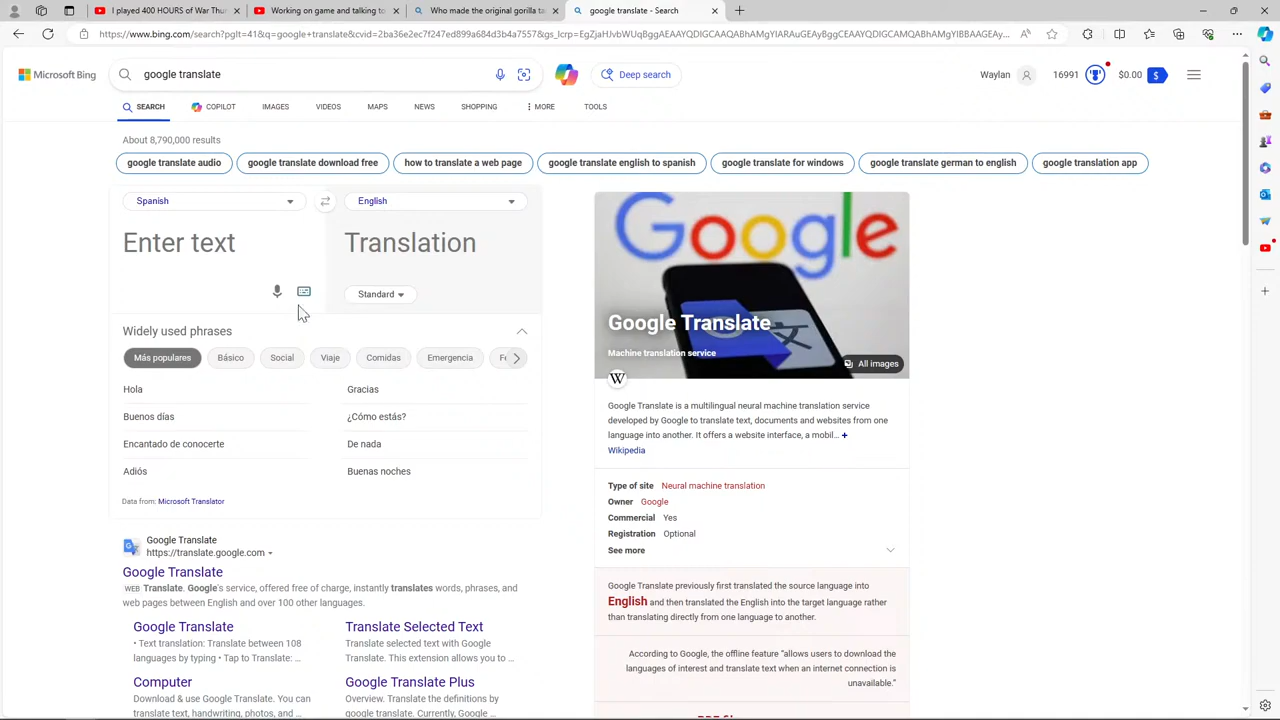 I played 400 HOURS of War Thun
Working on game and talking to
Who made the original gorilla ta
google translate - Search
https://www.bing.com/search?pglt=41&q=google+translate&cvid=2ba36e2ec7f247ed899a684d3b4a7557&gs_lcrp=
Microsoft Bing
google translate
Deep search
Waylan
16991
$0.00
SEARCH
COPILOT
IMAGES
VIDEOS
MAPS
NEWS
SHOPPING
MORE
TOOLS
About 8,790,000 results
google translate audio
google translate download free
how to translate a web page
google translate english to spanish
google translate for windows
google translate german to english
google translation app
Spanish
English
Enter text
Translation
Standard
Widely used phrases
Más populares
Básico
Social
Viaje
Comidas
Emergencia
Hola
Gracias
Buenos días
¿Cómo estás?
Encantado de conocerte
De nada
Adiós
Buenas noches
Data from: Microsoft Translator
Google Translate
https://translate.google.com
Google Translate
WEB Translate. Google's service, offered free of charge, instantly translates words, phrases, and
web pages between English and over 100 other languages.
Google Translate
• Text translation: Translate between 108
languages by typing • Tap to Translate: ...
Translate Selected Text
Translate selected text with Google
Translate. This extension allows you to ...
Computer
Download & use Google Translate. You can
translate text, handwriting, photos, and ...
Google Translate Plus
Overview. Translate the definitions by
google translate. Currently, Google ...
Google
Google Translate
Machine translation service
All images
W
Google Translate is a multilingual neural machine translation service
developed by Google to translate text, documents and websites from one
language into another. It offers a website interface, a mobil... +
Wikipedia
Type of site Neural machine translation
Owner Google
Commercial Yes
Registration Optional
See more
Google Translate previously first translated the source language into
English and then translated the English into the target language rather
than translating directly from one language to another.
According to Google, the offline feature "allows users to download the
languages of interest and translate text when an internet connection is
unavailable."